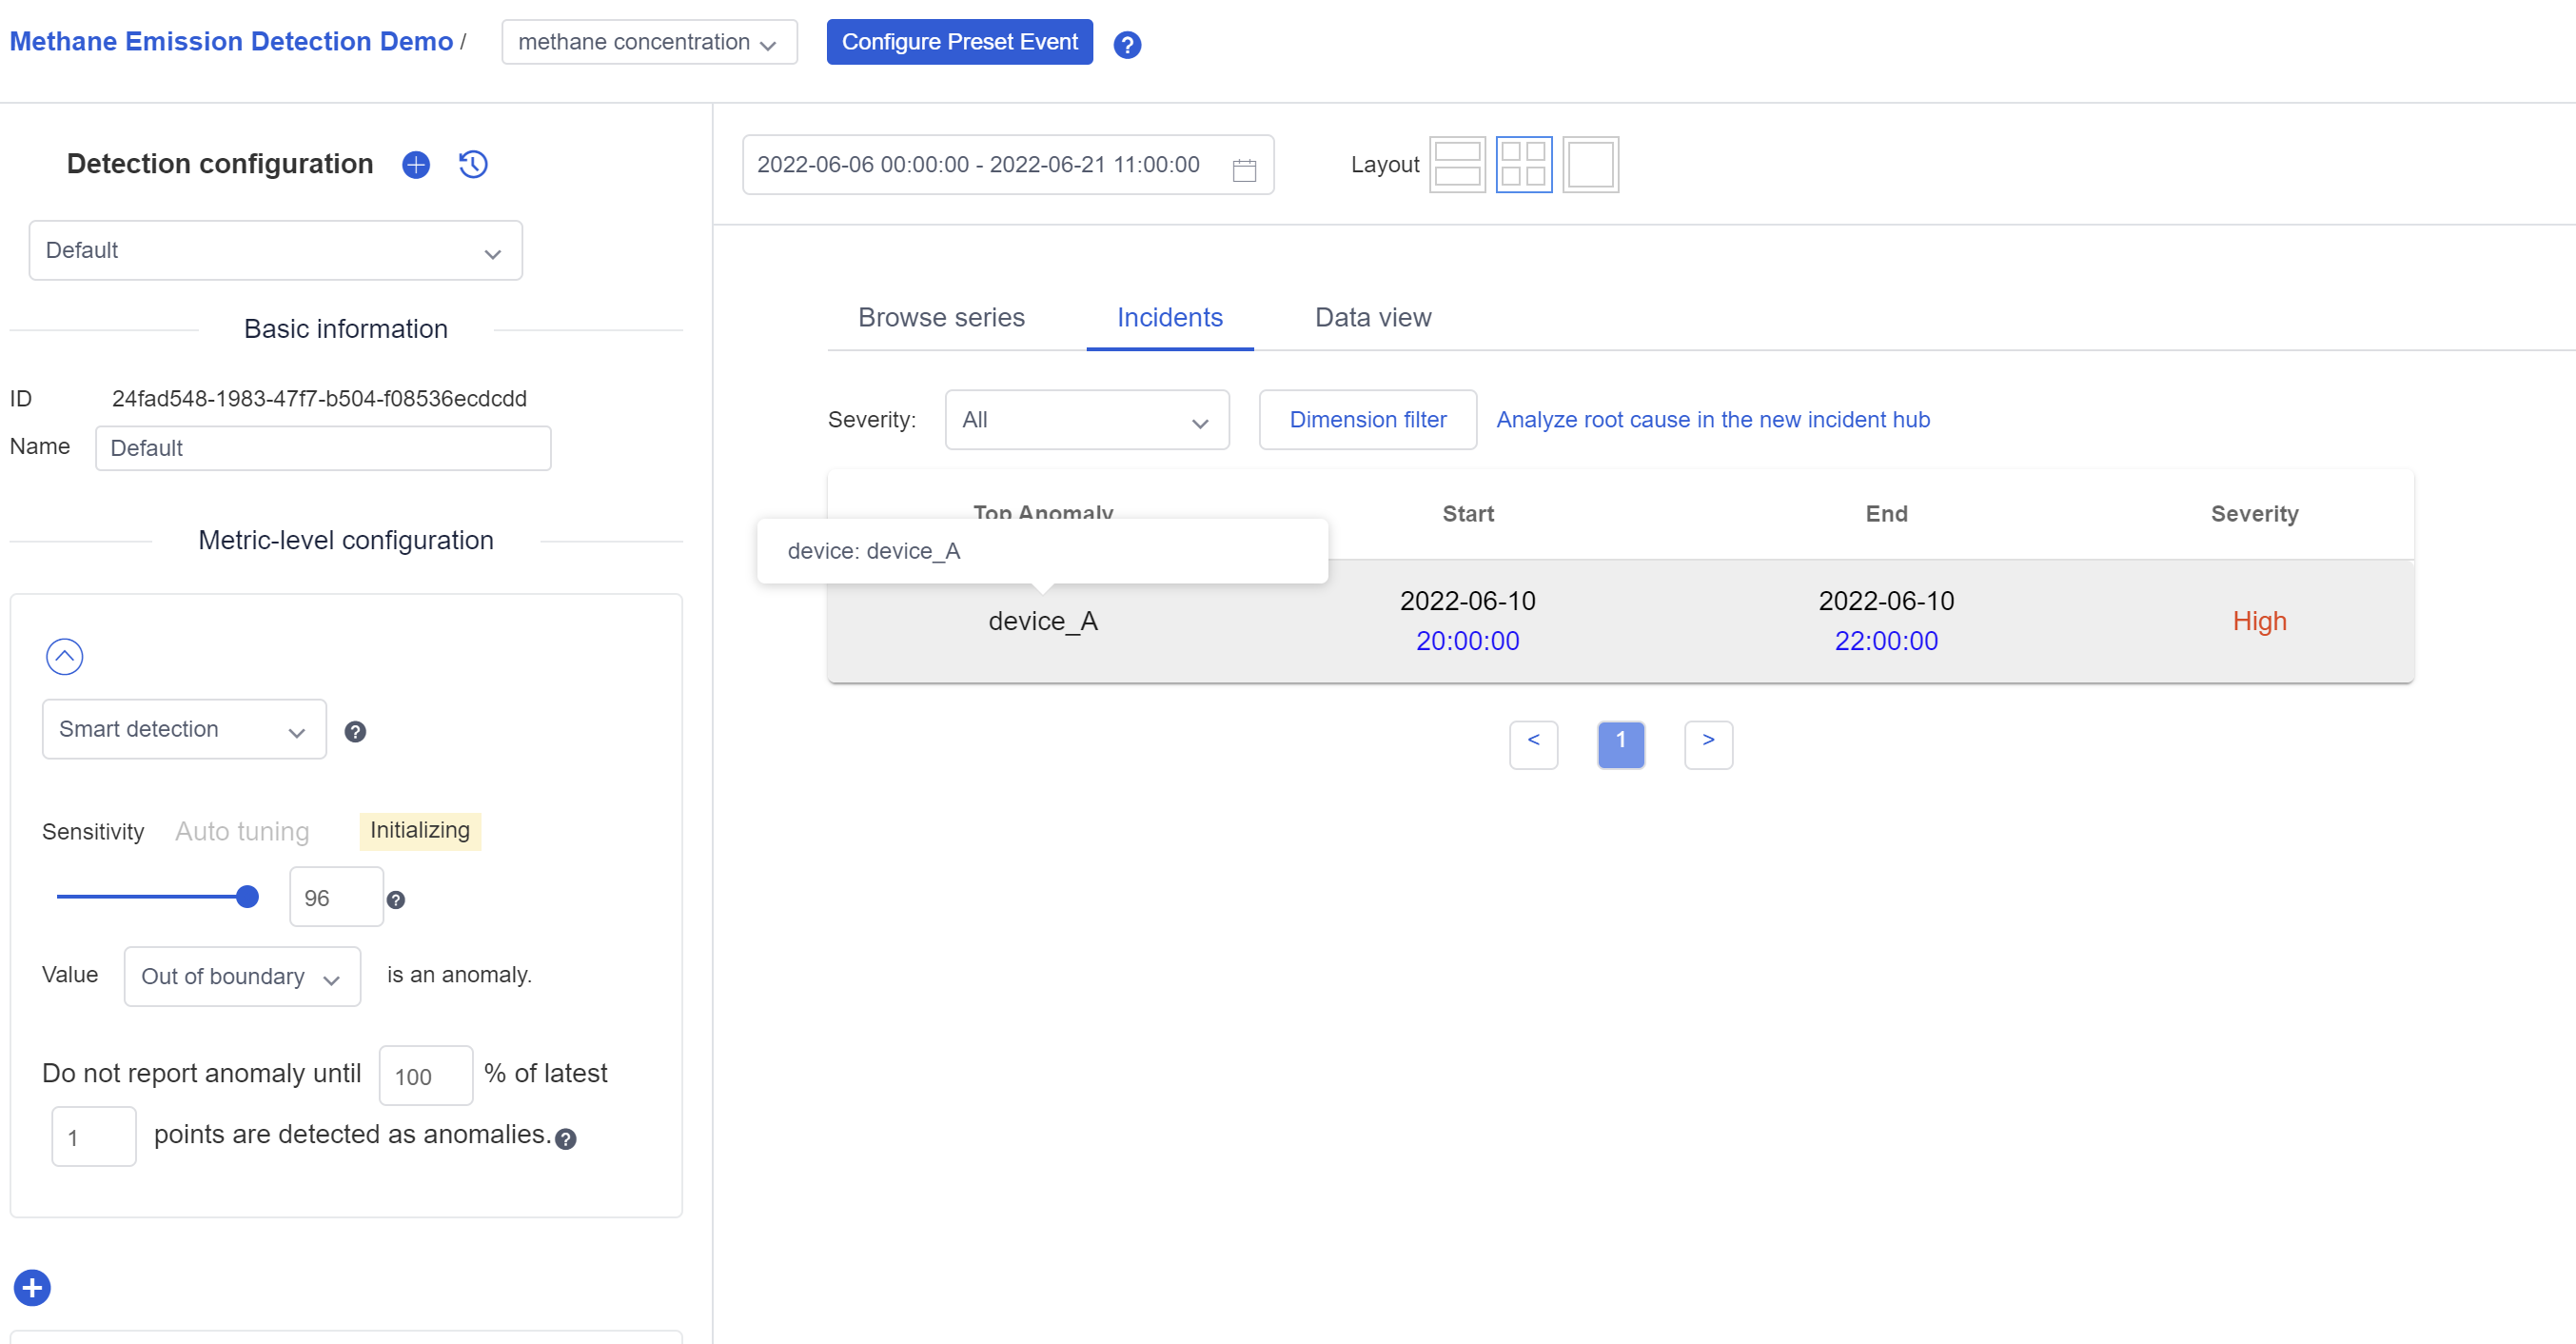 Methane Emission Detection Demo / methane concentration Configure Preset Event ?
Detection configuration
Default
Basic information
ID 24fad548-1983-47f7-b504-f08536ecdcdd
Name Default
Metric-level configuration
Smart detection ?
Sensitivity Auto tuning Initializing
96 ?
Value Out of boundary is an anomaly.
Do not report anomaly until 100 % of latest
1 points are detected as anomalies. ?
2022-06-06 00:00:00 - 2022-06-21 11:00:00 Layout
Browse series Incidents Data view
Severity: All Dimension filter Analyze root cause in the new incident hub
Top Anomaly Start End Severity
device: device_A
device_A 2022-06-10 2022-06-10 High
20:00:00 22:00:00
< 1 >